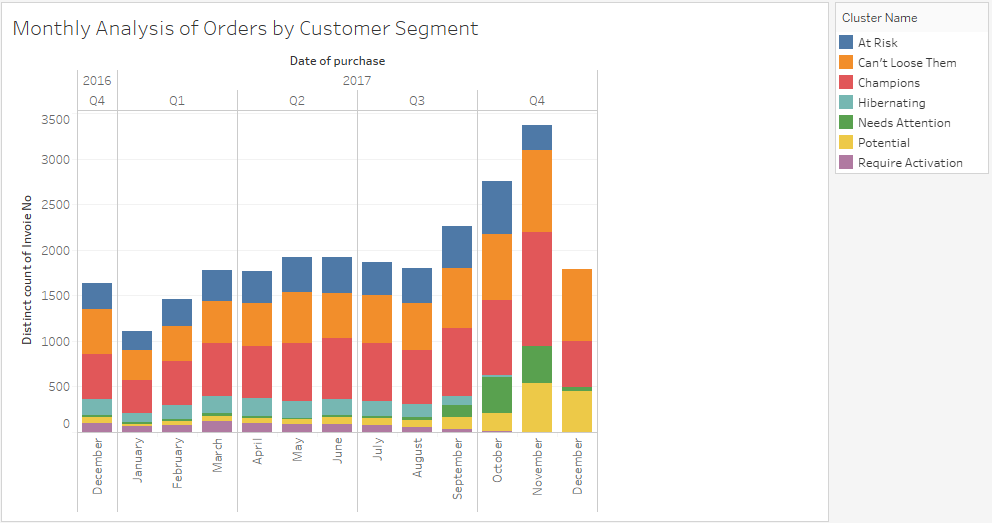 Monthly Analysis of Orders by Customer Segment
Date of purchase
2016 2017
Q4 Q1 Q2 Q3 Q4
Distinct count of Invoie No
3500
3000
2500
2000
1500
1000
500
0
December January February March April May June July August September October November December
Cluster Name
At Risk
Can't Loose Them
Champions
Hibernating
Needs Attention
Potential
Require Activation